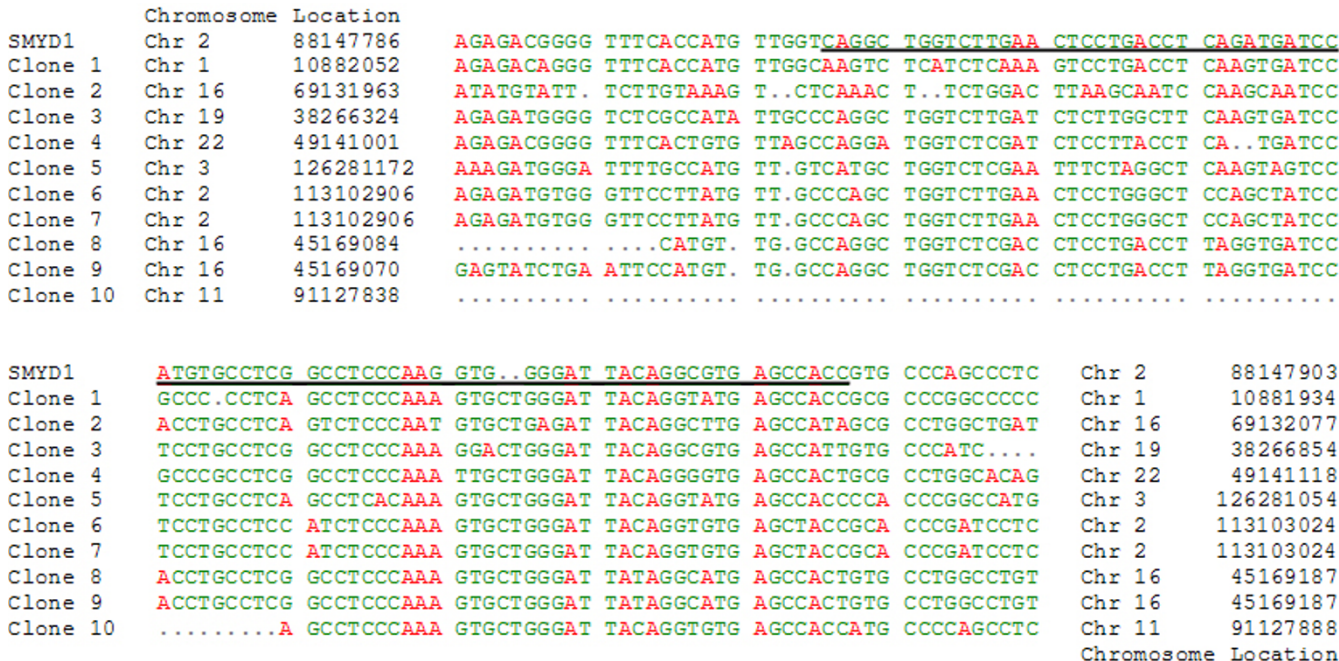 Chromosome Location
SMYD1 Chr 2 88147786 AGAGACGGGG TTTCACCATG TTGGTCAGGC TGGTCTTGAA CTCCTGACCT CAGATGATCC
Clone 1 Chr 1 10882052 AGAGACAGGG TTTCACCATG TTGGCAAGTC TCATCTCAAA GTCCTGACCT CAAGTGATCC
Clone 2 Chr 16 69131963 ATATGTATT. TCTTGTAAAG T..CTCAAACT T..TCTGGAC TTAAGCAATC CAAGCAATCC
Clone 3 Chr 19 38266324 AGAGATGGGG TCTCGCCATA TTGCCCAGGC TGGTCTTGAT CTCTTGGCTT CAAGTGATCC
Clone 4 Chr 22 49141001 AGAGACGGGG TTTCACTGTG TTAGCCAGGA TGGTCTCGAT CTCCTTACCT CA..TGATCC
Clone 5 Chr 3 126281172 AAAGATGGGA TTTTGCCATG TT.GTCATGC TGGTCTCGAA TTTCTAGGCT CAAGTAGTCC
Clone 6 Chr 2 113102906 AGAGATGTGG GTTCCTTATG TT.GCCCAGC TGGTCTTGAA CTCCTGGGCT CCAGCTATCC
Clone 7 Chr 2 113102906 AGAGATGTGG GTTCCTTATG TT.GCCCAGC TGGTCTTGAA CTCCTGGGCT CCAGCTATCC
Clone 8 Chr 16 45169084 .......... ....CATGT. TG.GCCAGGC TGGTCTCGAC CTCCTGACCT TAGGTGATCC
Clone 9 Chr 16 45169070 GAGTATCTGA ATTCCATGT. TG.GCCAGGC TGGTCTCGAC CTCCTGACCT TAGGTGATCC
Clone 10 Chr 11 91127838 .......... .......... .......... .......... .......... ..........
SMYD1 ATGTGCCTCG GCCTCCCAAG GTG..GGGAT TACAGGCGTG AGCCACCGTG CCCAGCCCTC Chr 2 88147903
Clone 1 GCCC.CCTCA GCCTCCCAAA GTGCTGGGAT TACAGGTATG AGCCACCGCG CCCGGCCCCC Chr 1 10881934
Clone 2 ACCTGCCTCA GTCTCCCAAT GTGCTGAGAT TACAGGCTTG AGCCATAGCG CCTGGCTGAT Chr 16 69132077
Clone 3 TCCTGCCTCG GCCTCCCAAA GGACTGGGAT TACAGGCGTG AGCCATTGTG CCCATC.... Chr 19 38266854
Clone 4 GCCCGCCTCG GCCTCCCAAA TTGCTGGGAT TACAGGGGTG AGCCACTGCG CCTGGCACAG Chr 22 49141118
Clone 5 TCCTGCCTCA GCCTCACAAA GTGCTGGGAT TACAGGTATG AGCCACCCCA CCCGGCCATG Chr 3 126281054
Clone 6 TCCTGCCTCC ATCTCCCAAA GTGCTGGGAT TACAGGTGTG AGCTACCGCA CCCGATCCTC Chr 2 113103024
Clone 7 TCCTGCCTCC ATCTCCCAAA GTGCTGGGAT TACAGGTGTG AGCTACCGCA CCCGATCCTC Chr 2 113103024
Clone 8 ACCTGCCTCG GCCTCCCAAA GTGCTGGGAT TATAGGCATG AGCCACTGTG CCTGGCCTGT Chr 16 45169187
Clone 9 ACCTGCCTCG GCCTCCCAAA GTGCTGGGAT TATAGGCATG AGCCACTGTG CCTGGCCTGT Chr 16 45169187
Clone 10 .........A GCCTCCCAAA GTGCTGGGAT TACAGGTGTG AGCCACCATG CCCCAGCCTC Chr 11 91127888
Chromosome Location